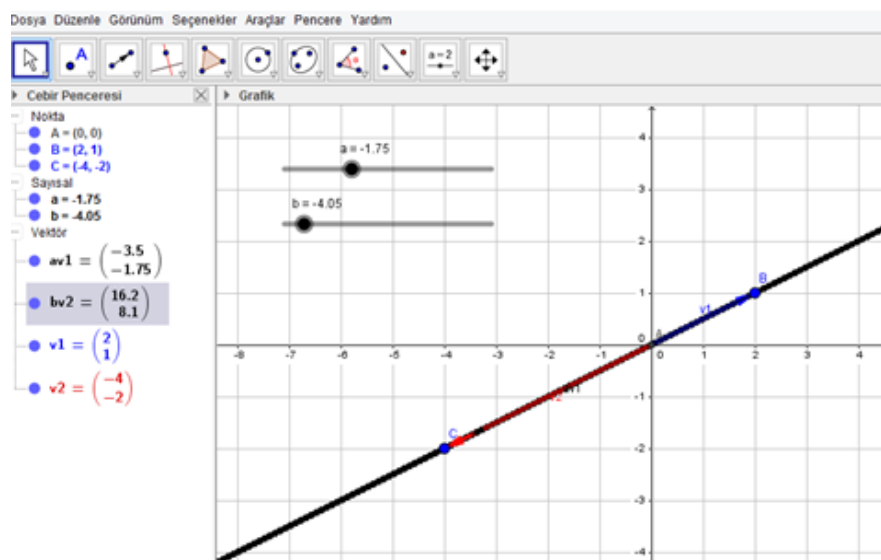 Dosya Düzenle Görünüm Seçenekler Araçlar Pencere Yardım
A
a=2
Cebir Penceresi
Grafik
Nokta
A = (0, 0)
B = (2, 1)
C = (-4, -2)
Sayısal
a = -1.75
b = -4.05
Vektör
av1 = (-3.5
-1.75)
bv2 = (16.2
8.1)
v1 = (2
1)
v2 = (-4
-2)
a = -1.75
b = -4.05
4
3
2
1
0
-1
-2
-3
-4
-8 -7 -6 -5 -4 -3 -2 -1 0 1 2 3 4
A
B
C
v1